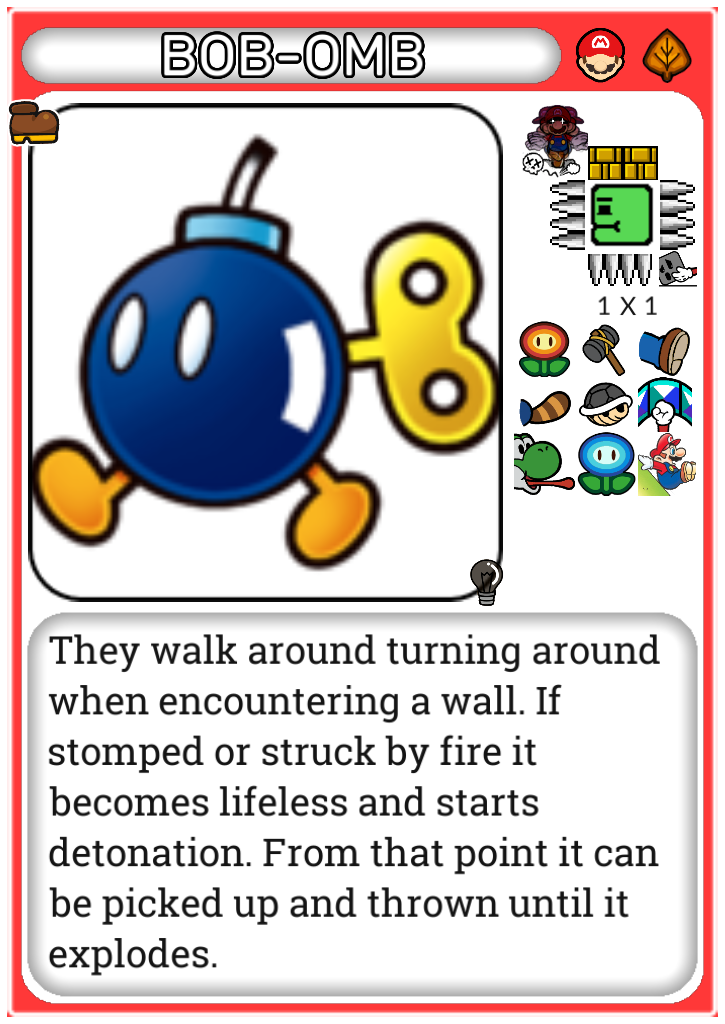 BOB-OMB
1 X 1
They walk around turning around
when encountering a wall. If
stomped or struck by fire it
becomes lifeless and starts
detonation. From that point it can
be picked up and thrown until it
explodes.